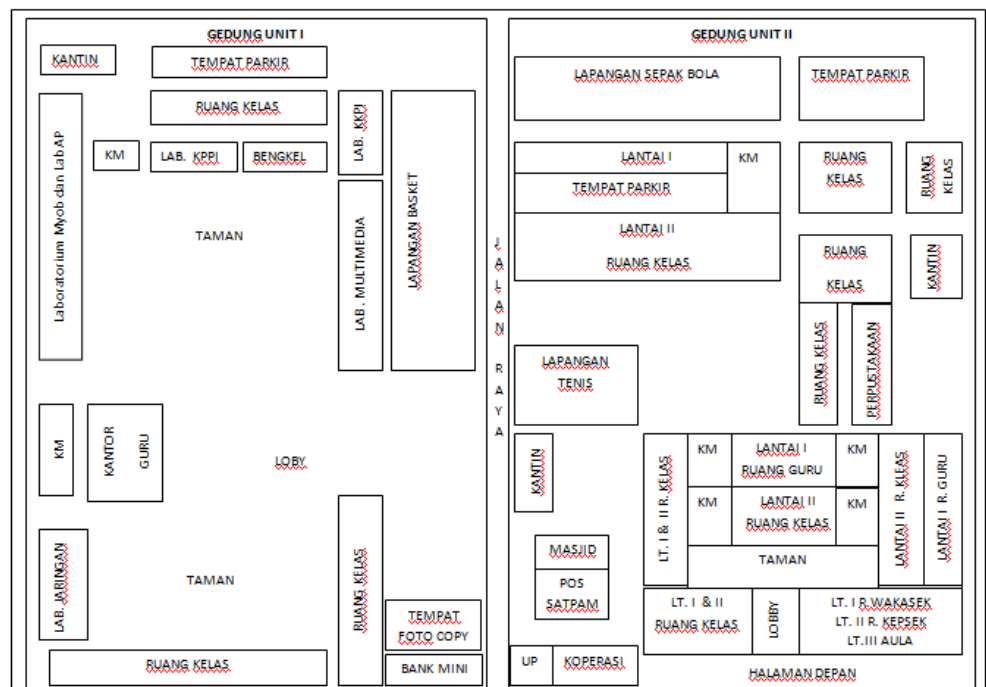 GEDUNG UNIT I
KANTIN
TEMPAT PARKIR
RUANG KELAS
LAB. KKPI
LAPANGAN BASKET
Laboratorium Myob dan Lab AP
KM
LAB. KPPI
BENGKEL
TAMAN
LAB. MULTIMEDIA
KM
KANTOR
GURU
LOBY
LAB. JARINGAN
TAMAN
RUANG KELAS
TEMPAT
FOTO COPY
RUANG KELAS
BANK MINI
JALAN RAYA
GEDUNG UNIT II
LAPANGAN SEPAK BOLA
TEMPAT PARKIR
LANTAI I
KM
TEMPAT PARKIR
LANTAI II
RUANG KELAS
RUANG
KELAS
RUANG
KELAS
RUANG
KELAS
KANTIN
RUANG KELAS
PERPUSTAKAAN
LAPANGAN
TENIS
KANTIN
LT. I & II R. KELAS
KM
LANTAI I
RUANG GURU
KM
KM
LANTAI II
RUANG KELAS
KM
TAMAN
LANTAI II R. KLEAS
LANTAI I R. GURU
MASJID
POS
SATPAM
LT. I & II
RUANG KELAS
LOBBY
LT. I R.WAKASEK
LT. II R. KEPSEK
LT.III AULA
UP
KOPERASI
HALAMAN DEPAN